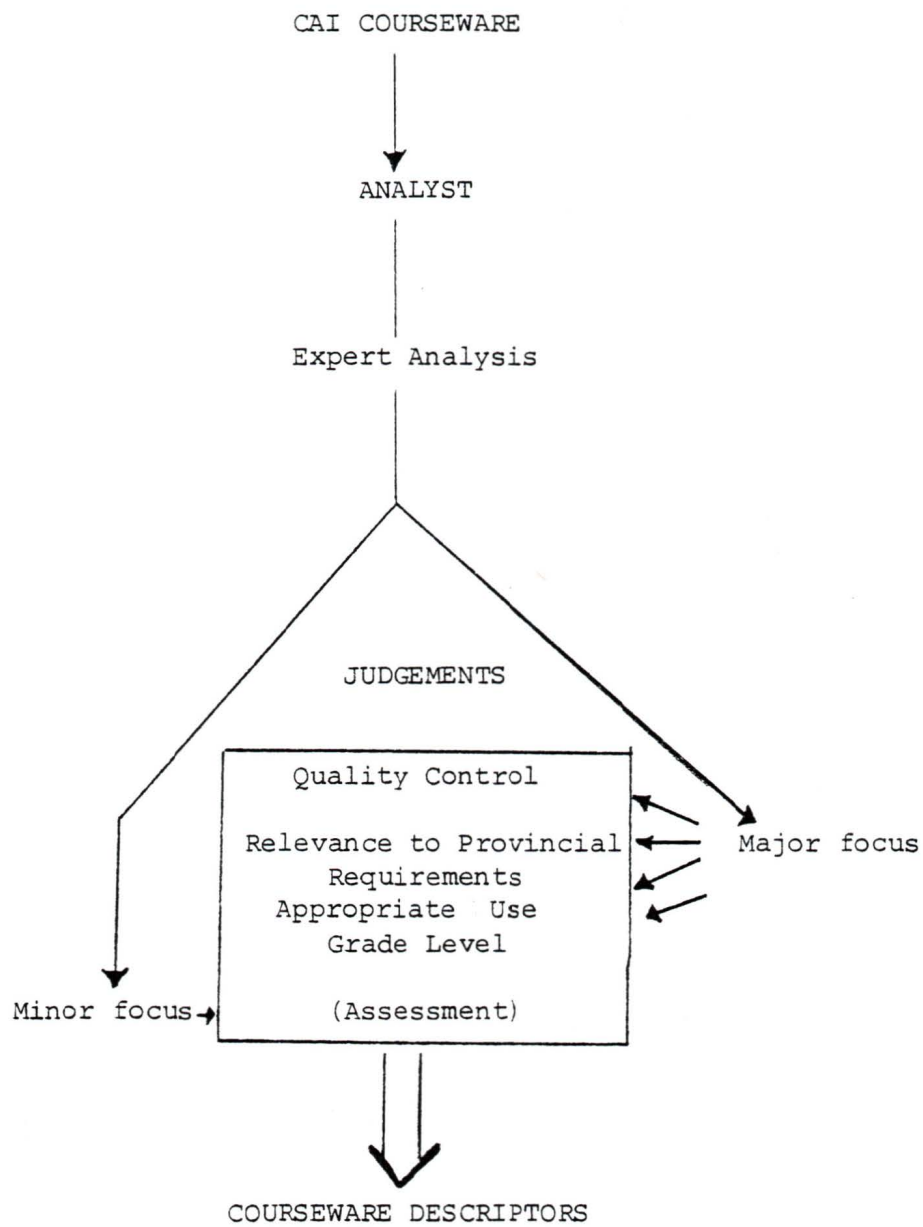 CAI COURSEWARE
ANALYST
Expert Analysis
JUDGEMENTS
Quality Control
Relevance to Provincial
Requirements
Major focus
Appropriate Use
Grade Level
Minor focus
(Assessment)
COURSEWARE DESCRIPTORS